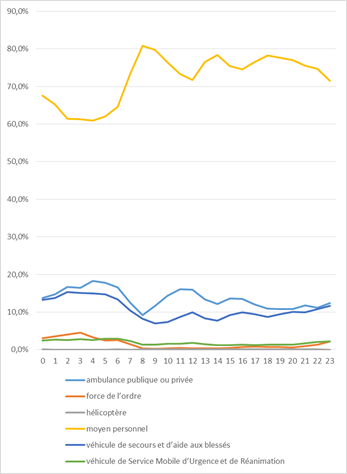 90,0%
80,0%
70,0%
60,0%
50,0%
40,0%
30,0%
20,0%
10,0%
0,0%
0 1 2 3 4 5 6 7 8 9 10 11 12 13 14 15 16 17 18 19 20 21 22 23
ambulance publique ou privée
force de l'ordre
hélicoptère
moyen personnel
véhicule de secours et d'aide aux blessés
véhicule de Service Mobile d'Urgence et de Réanimation